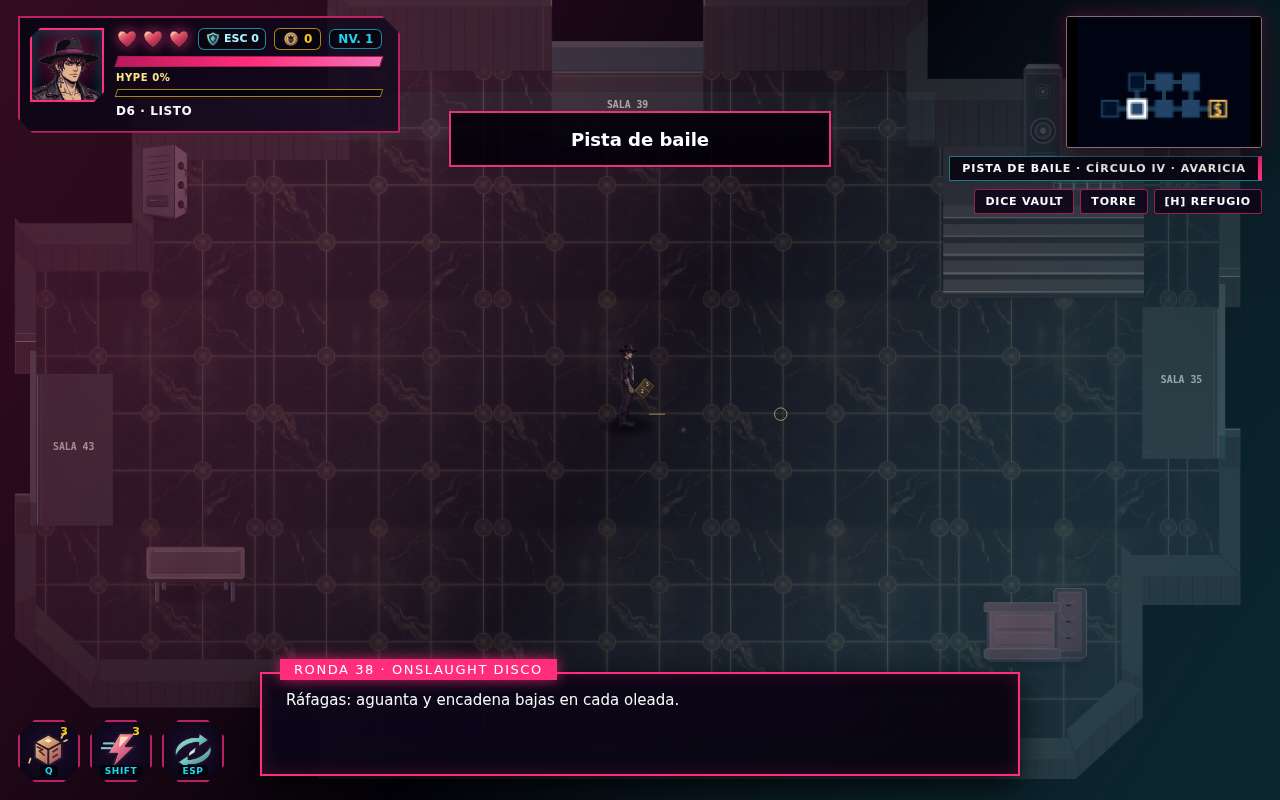 ESC 0
0
NV. 1
HYPE 0%
D6 · LISTO
SALA 39
Pista de baile
$
PISTA DE BAILE · CÍRCULO IV · AVARICIA
DICE VAULT
TORRE
[H] REFUGIO
SALA 35
SALA 43
RONDA 38 · ONSLAUGHT DISCO
Ráfagas: aguanta y encadena bajas en cada oleada.
3
Q
3
SHIFT
ESP